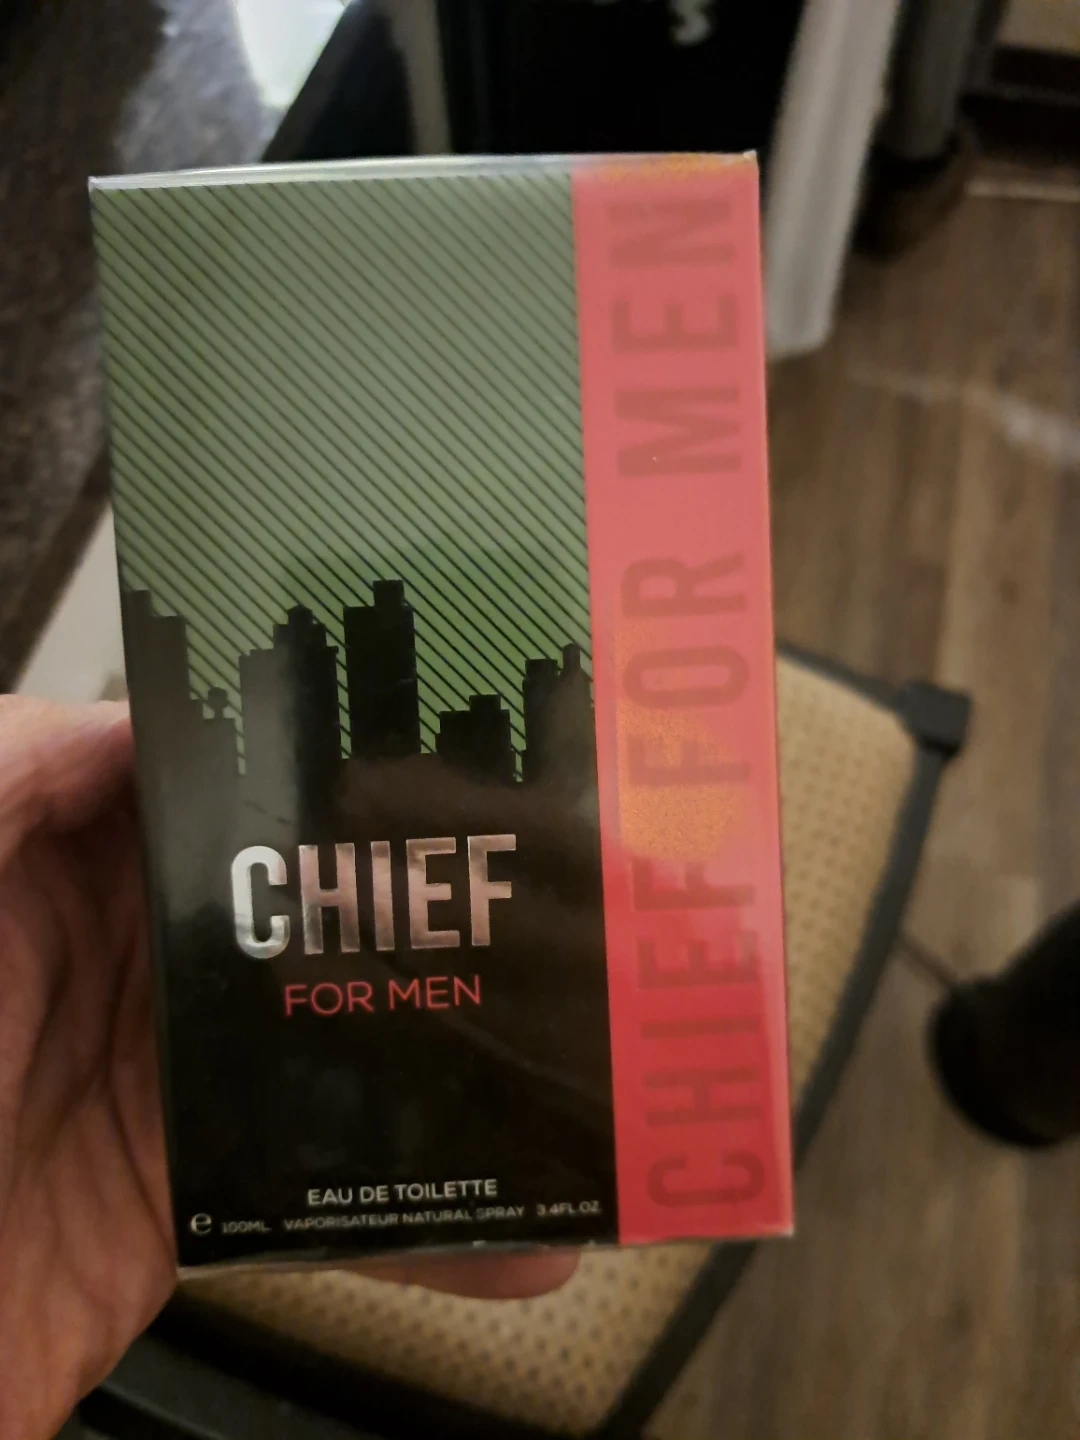 CHIEF
FOR MEN
EAU DE TOILETTE
e 100ML VAPORISATEUR NATURAL SPRAY 3.4FL.OZ.
CHIEF FOR MEN